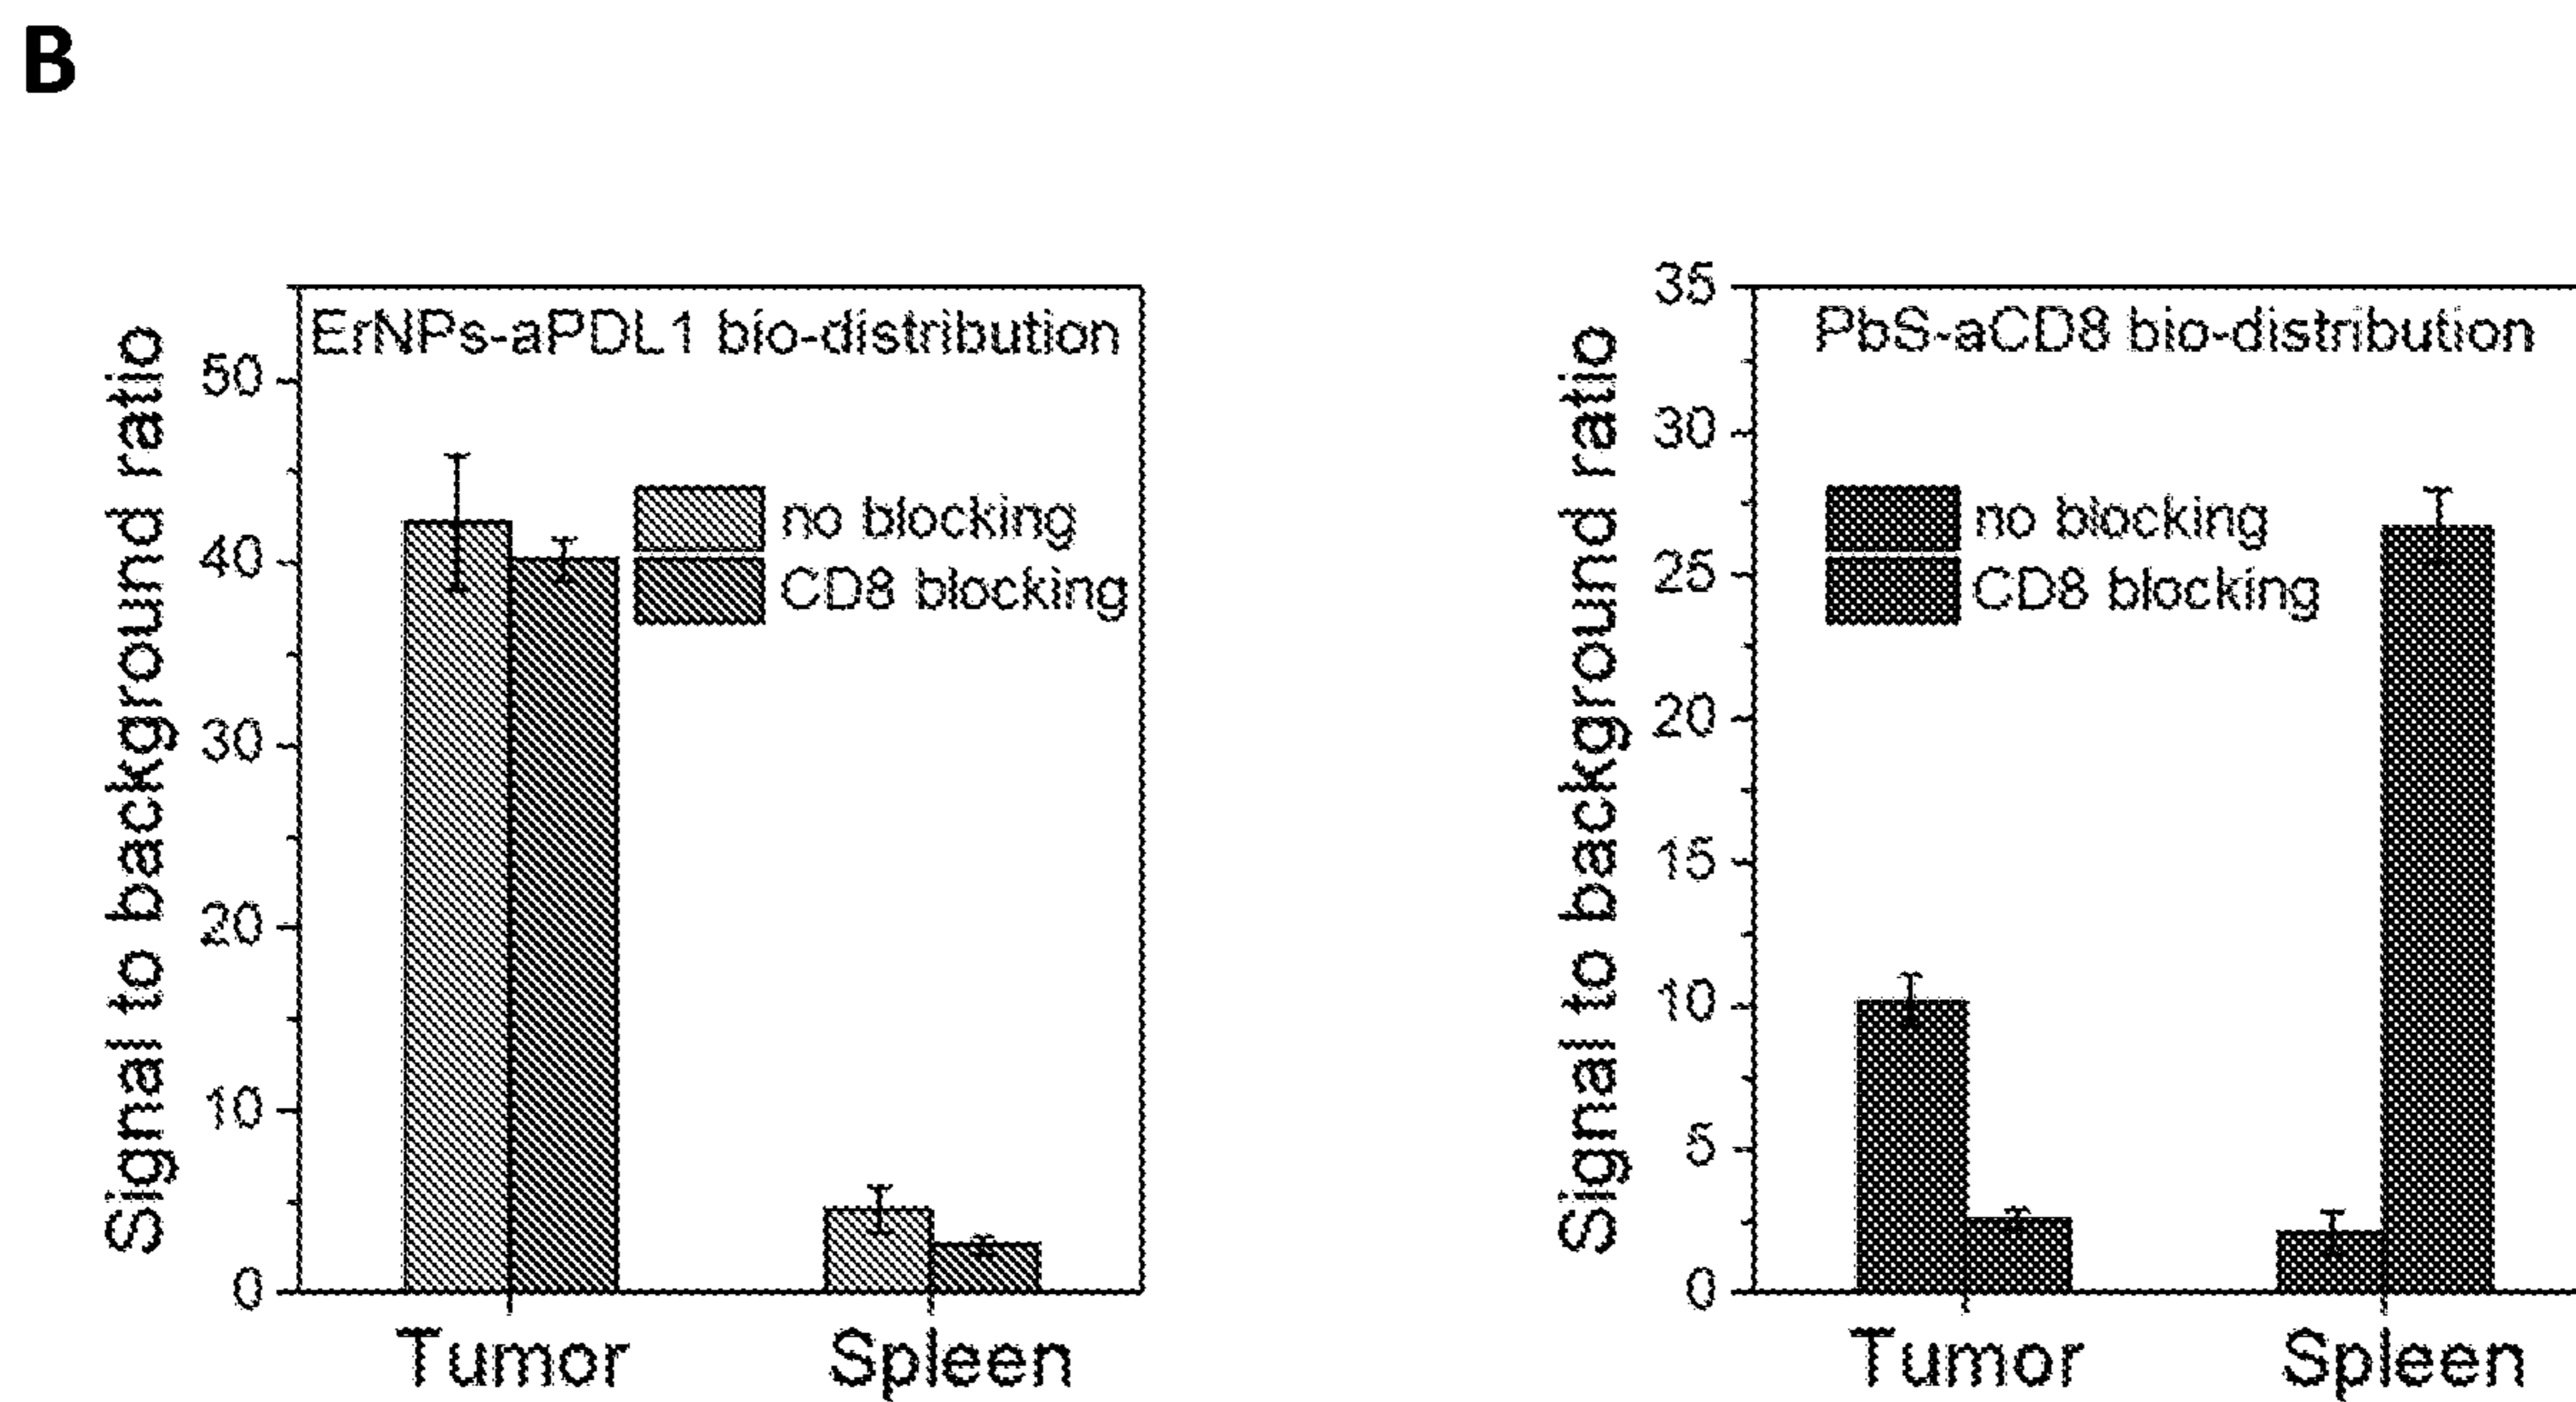 B
ErNPs-aPDL1 bio-distribution
Signal to background ratio
50
40
30
20
10
0
no blocking
CD8 blocking
Tumor
Spleen
PbS-aCD8 bio-distribution
Signal to background ratio
35
30
25
20
15
10
5
0
no blocking
CD8 blocking
Tumor
Spleen